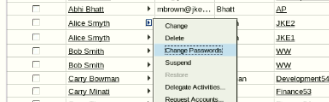 Abhi Bhatt mbrown@jke... Bhatt AP
Alice Smyth Change JKE2
Alice Smyth Delete JKE1
Bob Smith Change Passwords WW
Bob Smith Suspend WW
Carry Bowman Restore an Development54
Carry Minati Delegate Activities... Finance53
Request Accounts...